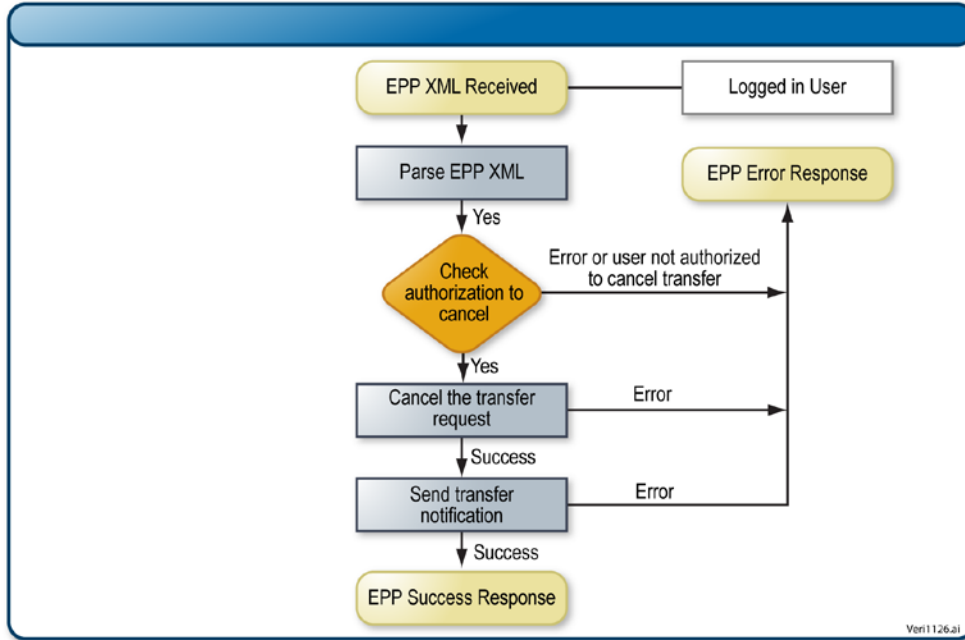 EPP XML Received
Logged in User
Parse EPP XML
EPP Error Response
Yes
Error or user not authorized
to cancel transfer
Check
authorization to
cancel
Yes
Cancel the transfer
request
Error
Success
Send transfer
notification
Error
Success
EPP Success Response
Veri1126.ai